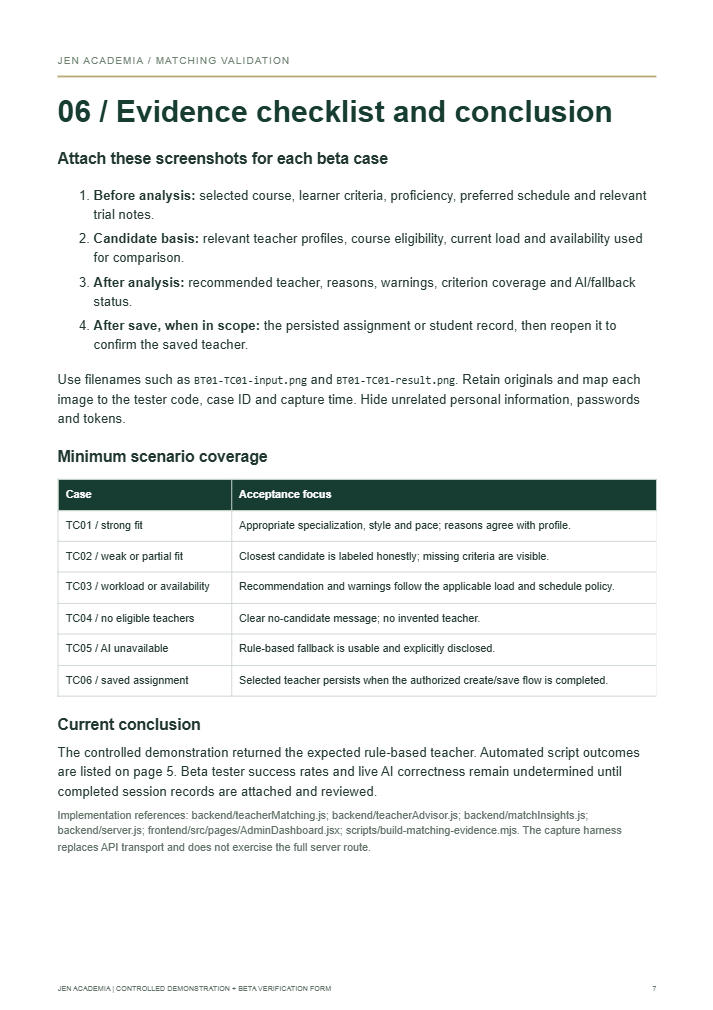 JEN ACADEMIA / MATCHING VALIDATION
06 / Evidence checklist and conclusion
Attach these screenshots for each beta case
1. Before analysis: selected course, learner criteria, proficiency, preferred schedule and relevant
trial notes.
2. Candidate basis: relevant teacher profiles, course eligibility, current load and availability used
for comparison.
3. After analysis: recommended teacher, reasons, warnings, criterion coverage and AI/fallback
status.
4. After save, when in scope: the persisted assignment or student record, then reopen it to
confirm the saved teacher.
Use filenames such as BT01-TC01-input.png and BT01-TC01-result.png. Retain originals and map each
image to the tester code, case ID and capture time. Hide unrelated personal information, passwords
and tokens.
Minimum scenario coverage
Case Acceptance focus
TC01 / strong fit Appropriate specialization, style and pace; reasons agree with profile.
TC02 / weak or partial fit Closest candidate is labeled honestly; missing criteria are visible.
TC03 / workload or availability Recommendation and warnings follow the applicable load and schedule policy.
TC04 / no eligible teachers Clear no-candidate message; no invented teacher.
TC05 / AI unavailable Rule-based fallback is usable and explicitly disclosed.
TC06 / saved assignment Selected teacher persists when the authorized create/save flow is completed.
Current conclusion
The controlled demonstration returned the expected rule-based teacher. Automated script outcomes
are listed on page 5. Beta tester success rates and live AI correctness remain undetermined until
completed session records are attached and reviewed.
Implementation references: backend/teacherMatching.js; backend/teacherAdvisor.js; backend/matchInsights.js;
backend/server.js; frontend/src/pages/AdminDashboard.jsx; scripts/build-matching-evidence.mjs. The capture harness
replaces API transport and does not exercise the full server route.
JEN ACADEMIA | CONTROLLED DEMONSTRATION + BETA VERIFICATION FORM 7